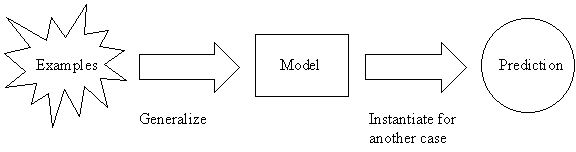 Examples
Generalize
Model
Instantiate for
another case
Prediction